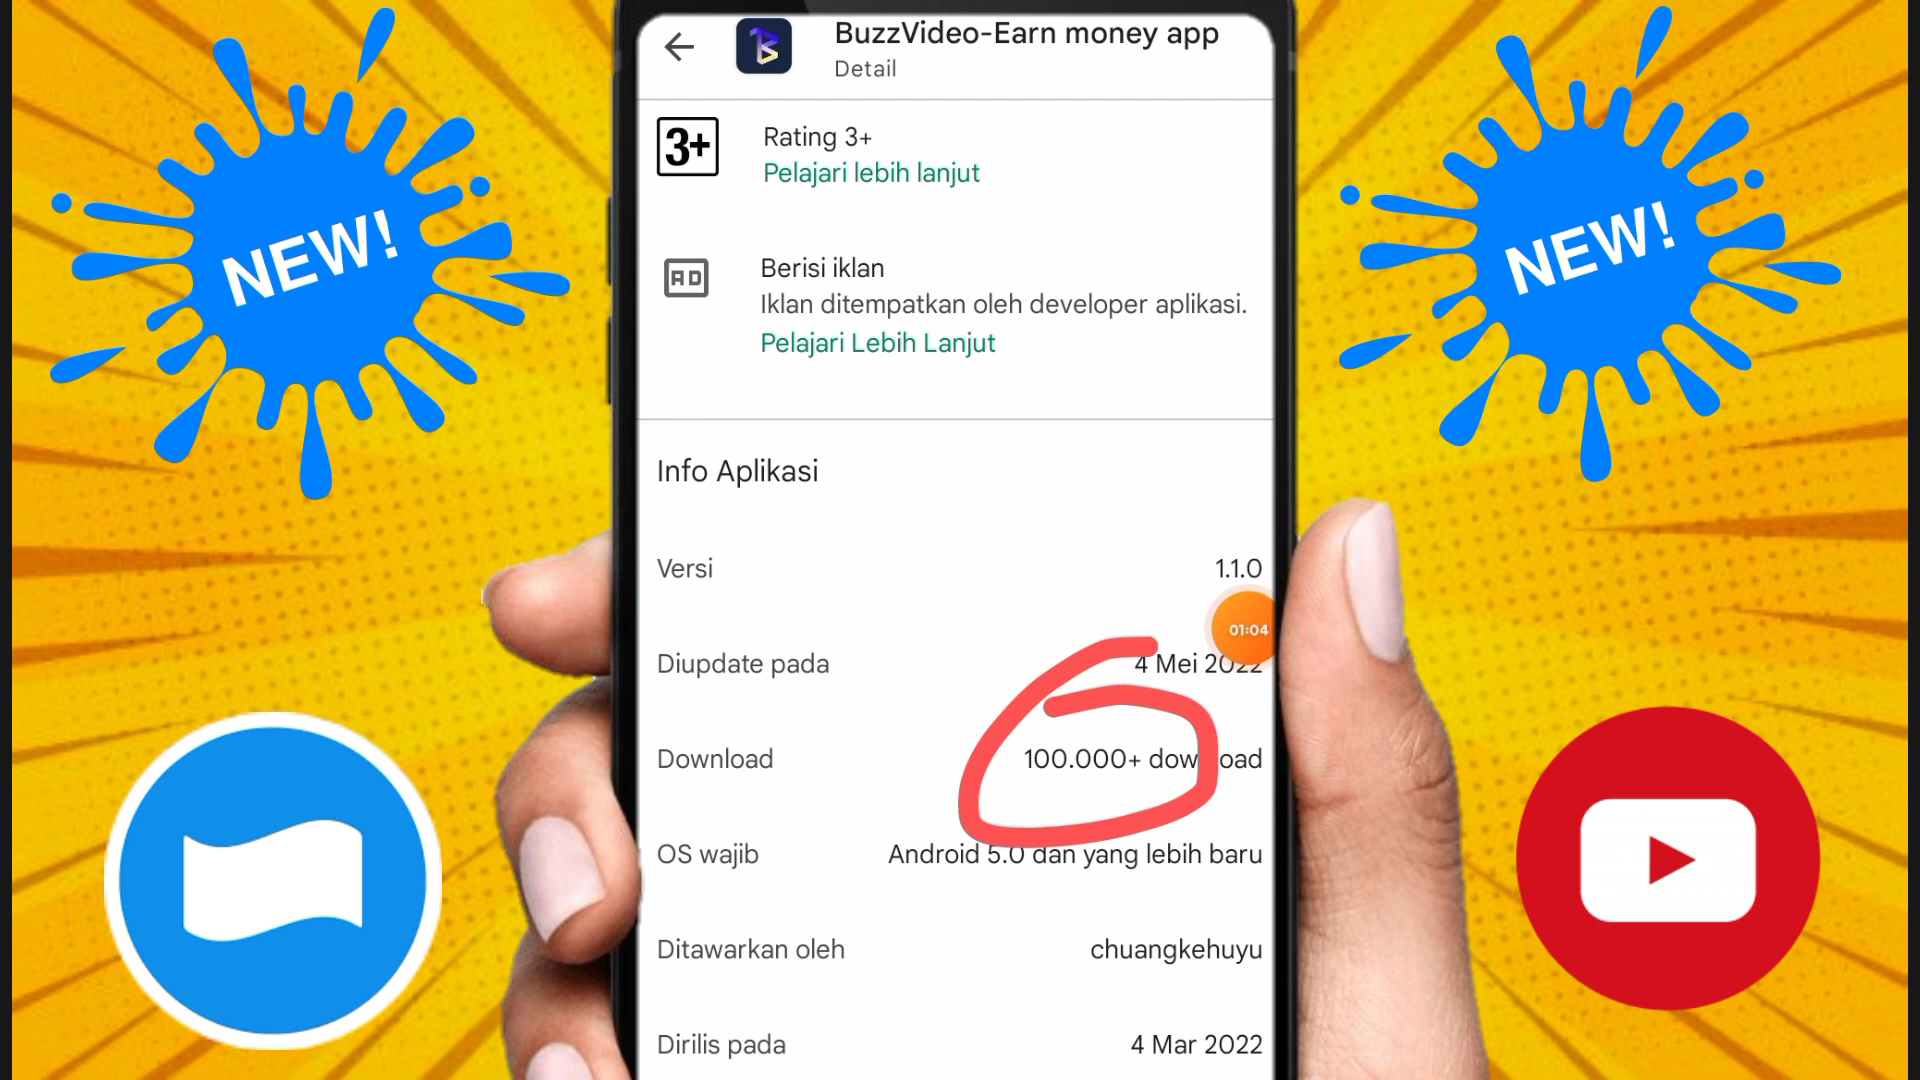 BuzzVideo-Earn money app
Detail
3+
Rating 3+
Pelajari lebih lanjut
AD
Berisi iklan
Iklan ditempatkan oleh developer aplikasi.
Pelajari Lebih Lanjut
NEW!
NEW!
Info Aplikasi
Versi 1.1.0
01:04
Diupdate pada 4 Mei 2022
Download 100.000+ download
OS wajib Android 5.0 dan yang lebih baru
Ditawarkan oleh chuangkehuyu
Dirilis pada 4 Mar 2022